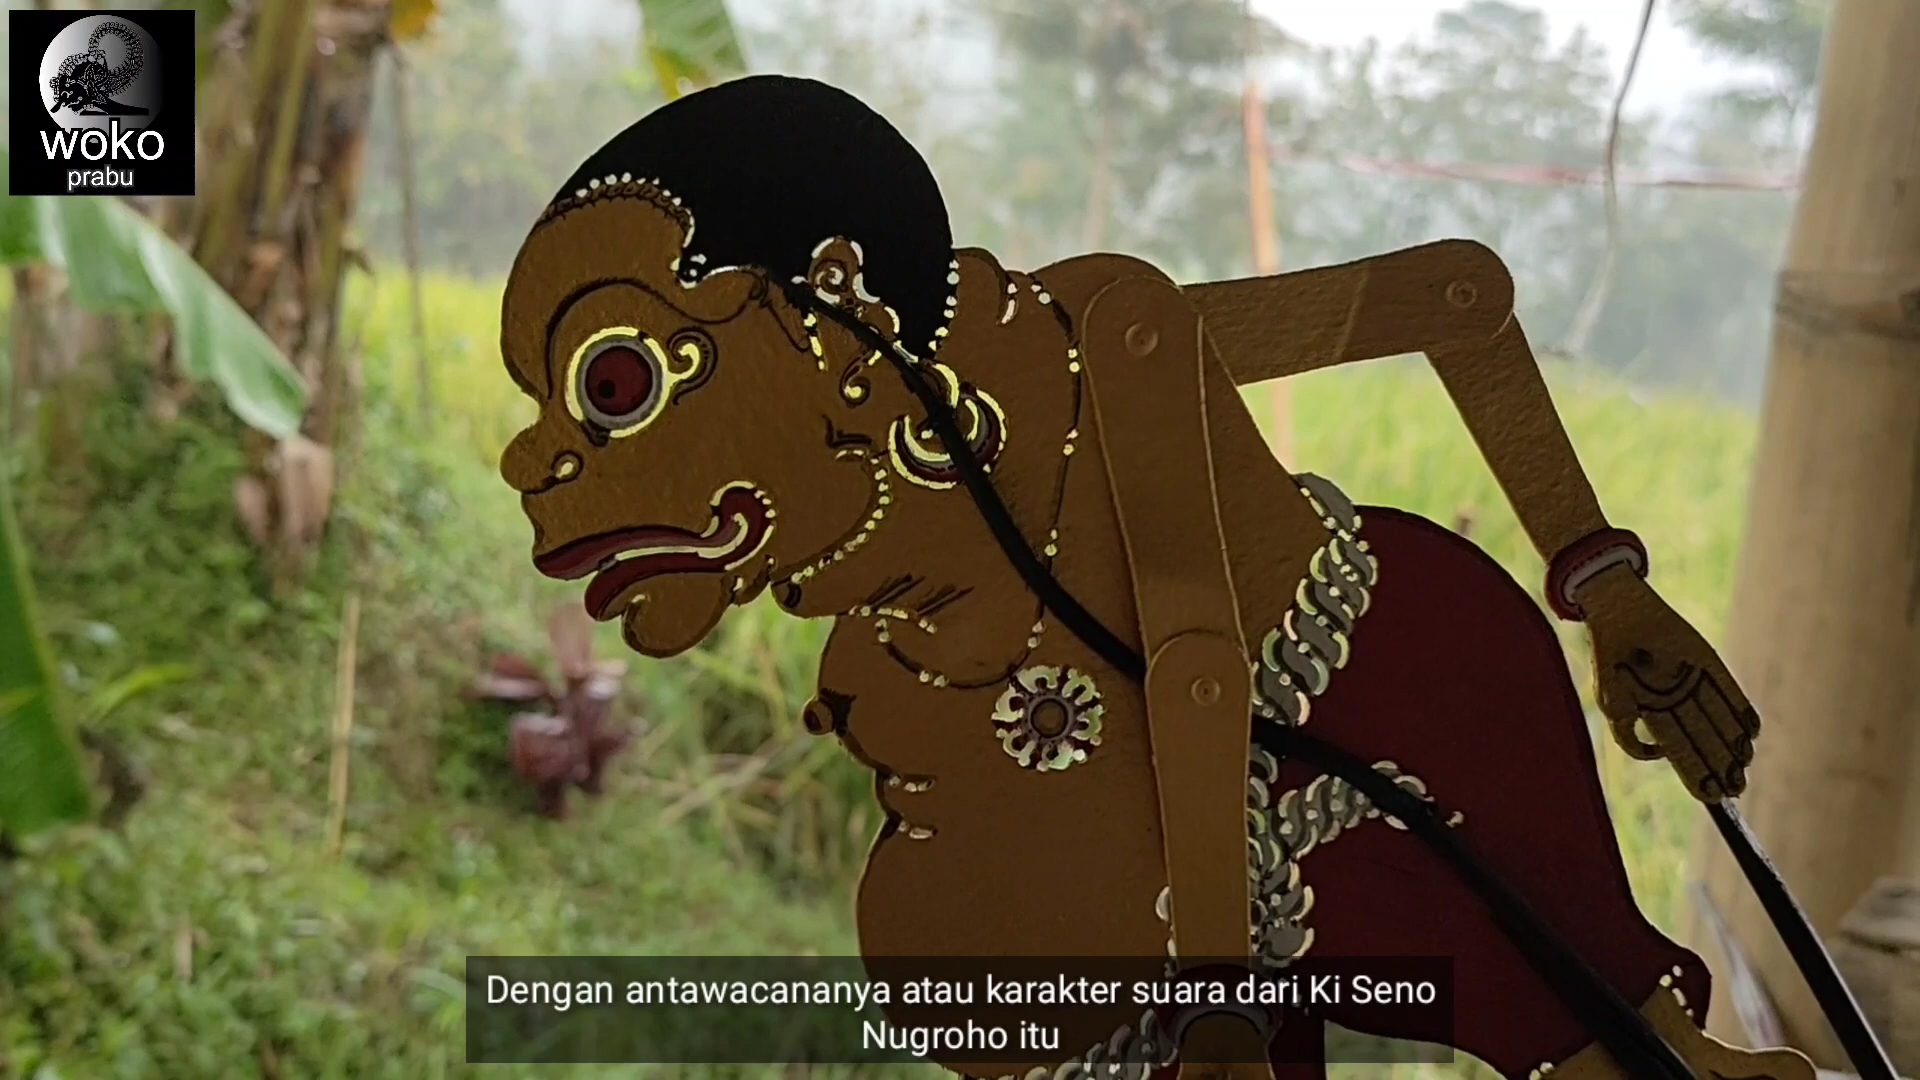 woko
prabu
Dengan antawacananya atau karakter suara dari Ki Seno
Nugroho itu